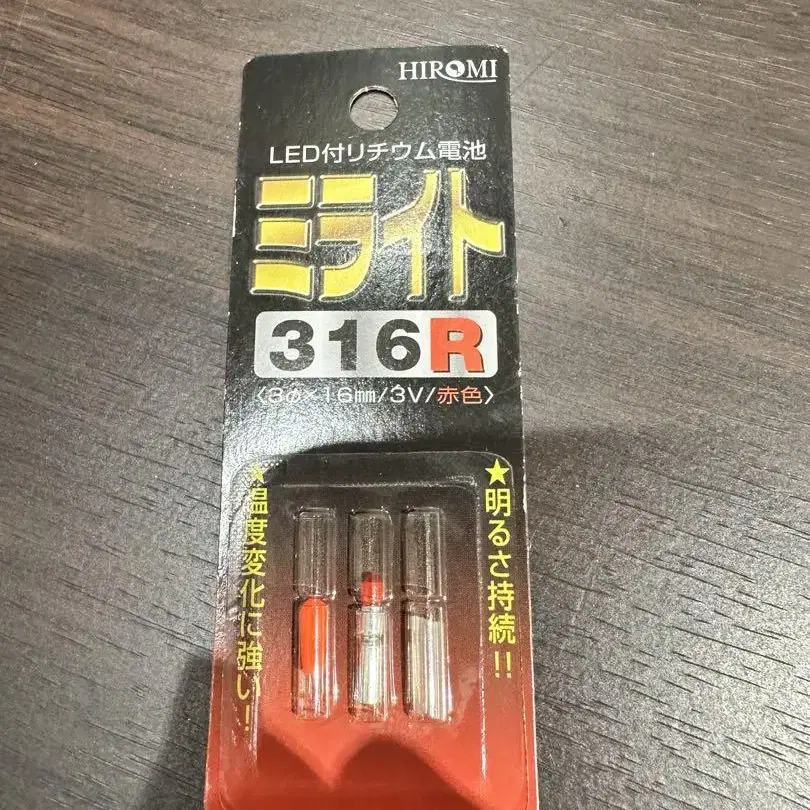 HIROMI
LED付リチウム電池
ミライト
316R
〈3φ×16mm/3V/赤色〉
★明るさ持続!!
★温度変化に強い!